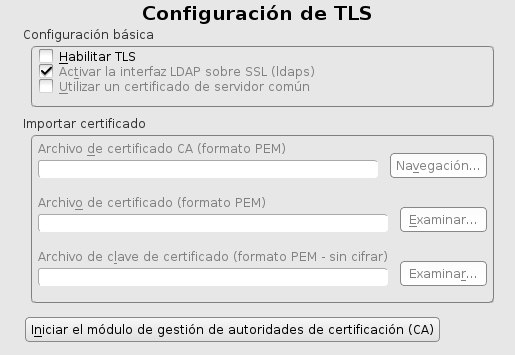 Configuración de TLS
Configuración básica
Habilitar TLS
Activar la interfaz LDAP sobre SSL (ldaps)
Utilizar un certificado de servidor común
Importar certificado
Archivo de certificado CA (formato PEM)
Navegación...
Archivo de certificado (formato PEM)
Examinar...
Archivo de clave de certificado (formato PEM - sin cifrar)
Examinar...
Iniciar el módulo de gestión de autoridades de certificación (CA)